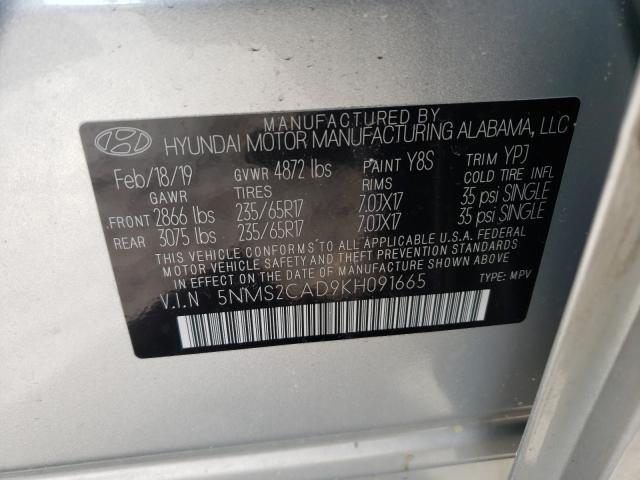 MANUFACTURED BY
HYUNDAI MOTOR MANUFACTURING ALABAMA, LLC
Feb/18/19 GVWR 4872 lbs PAINT Y8S TRIM YPJ
GAWR TIRES RIMS COLD TIRE INFL
FRONT 2866 lbs 235/65R17 7.0JX17 35 psi SINGLE
REAR 3075 lbs 235/65R17 7.0JX17 35 psi SINGLE
THIS VEHICLE CONFORMS TO ALL APPLICABLE U.S.A. FEDERAL
MOTOR VEHICLE SAFETY AND THEFT PREVENTION STANDARDS
IN EFFECT ON THE DATE OF MANUFACTURE SHOWN ABOVE.
V.I.N 5NMS2CAD9KH091665 TYPE: MPV